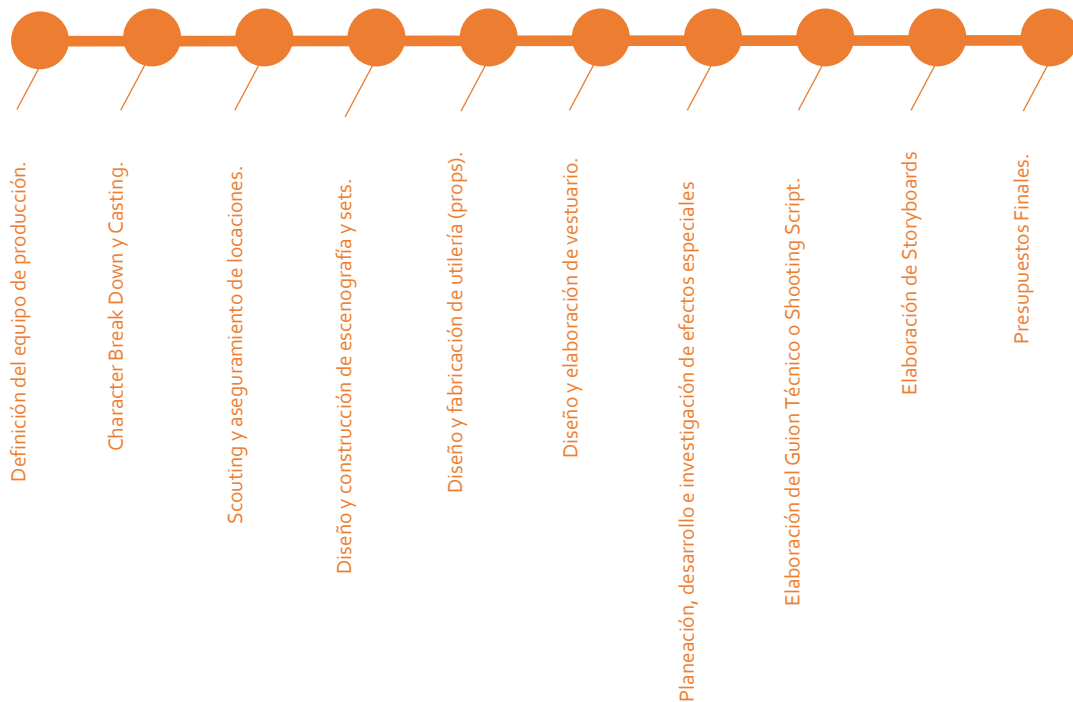 Definición del equipo de producción.
Character Break Down y Casting.
Scouting y aseguramiento de locaciones.
Diseño y construcción de escenografía y sets.
Diseño y fabricación de utilería (props).
Diseño y elaboración de vestuario.
Planeación, desarrollo e investigación de efectos especiales
Elaboración del Guion Técnico o Shooting Script.
Elaboración de Storyboards
Presupuestos Finales.